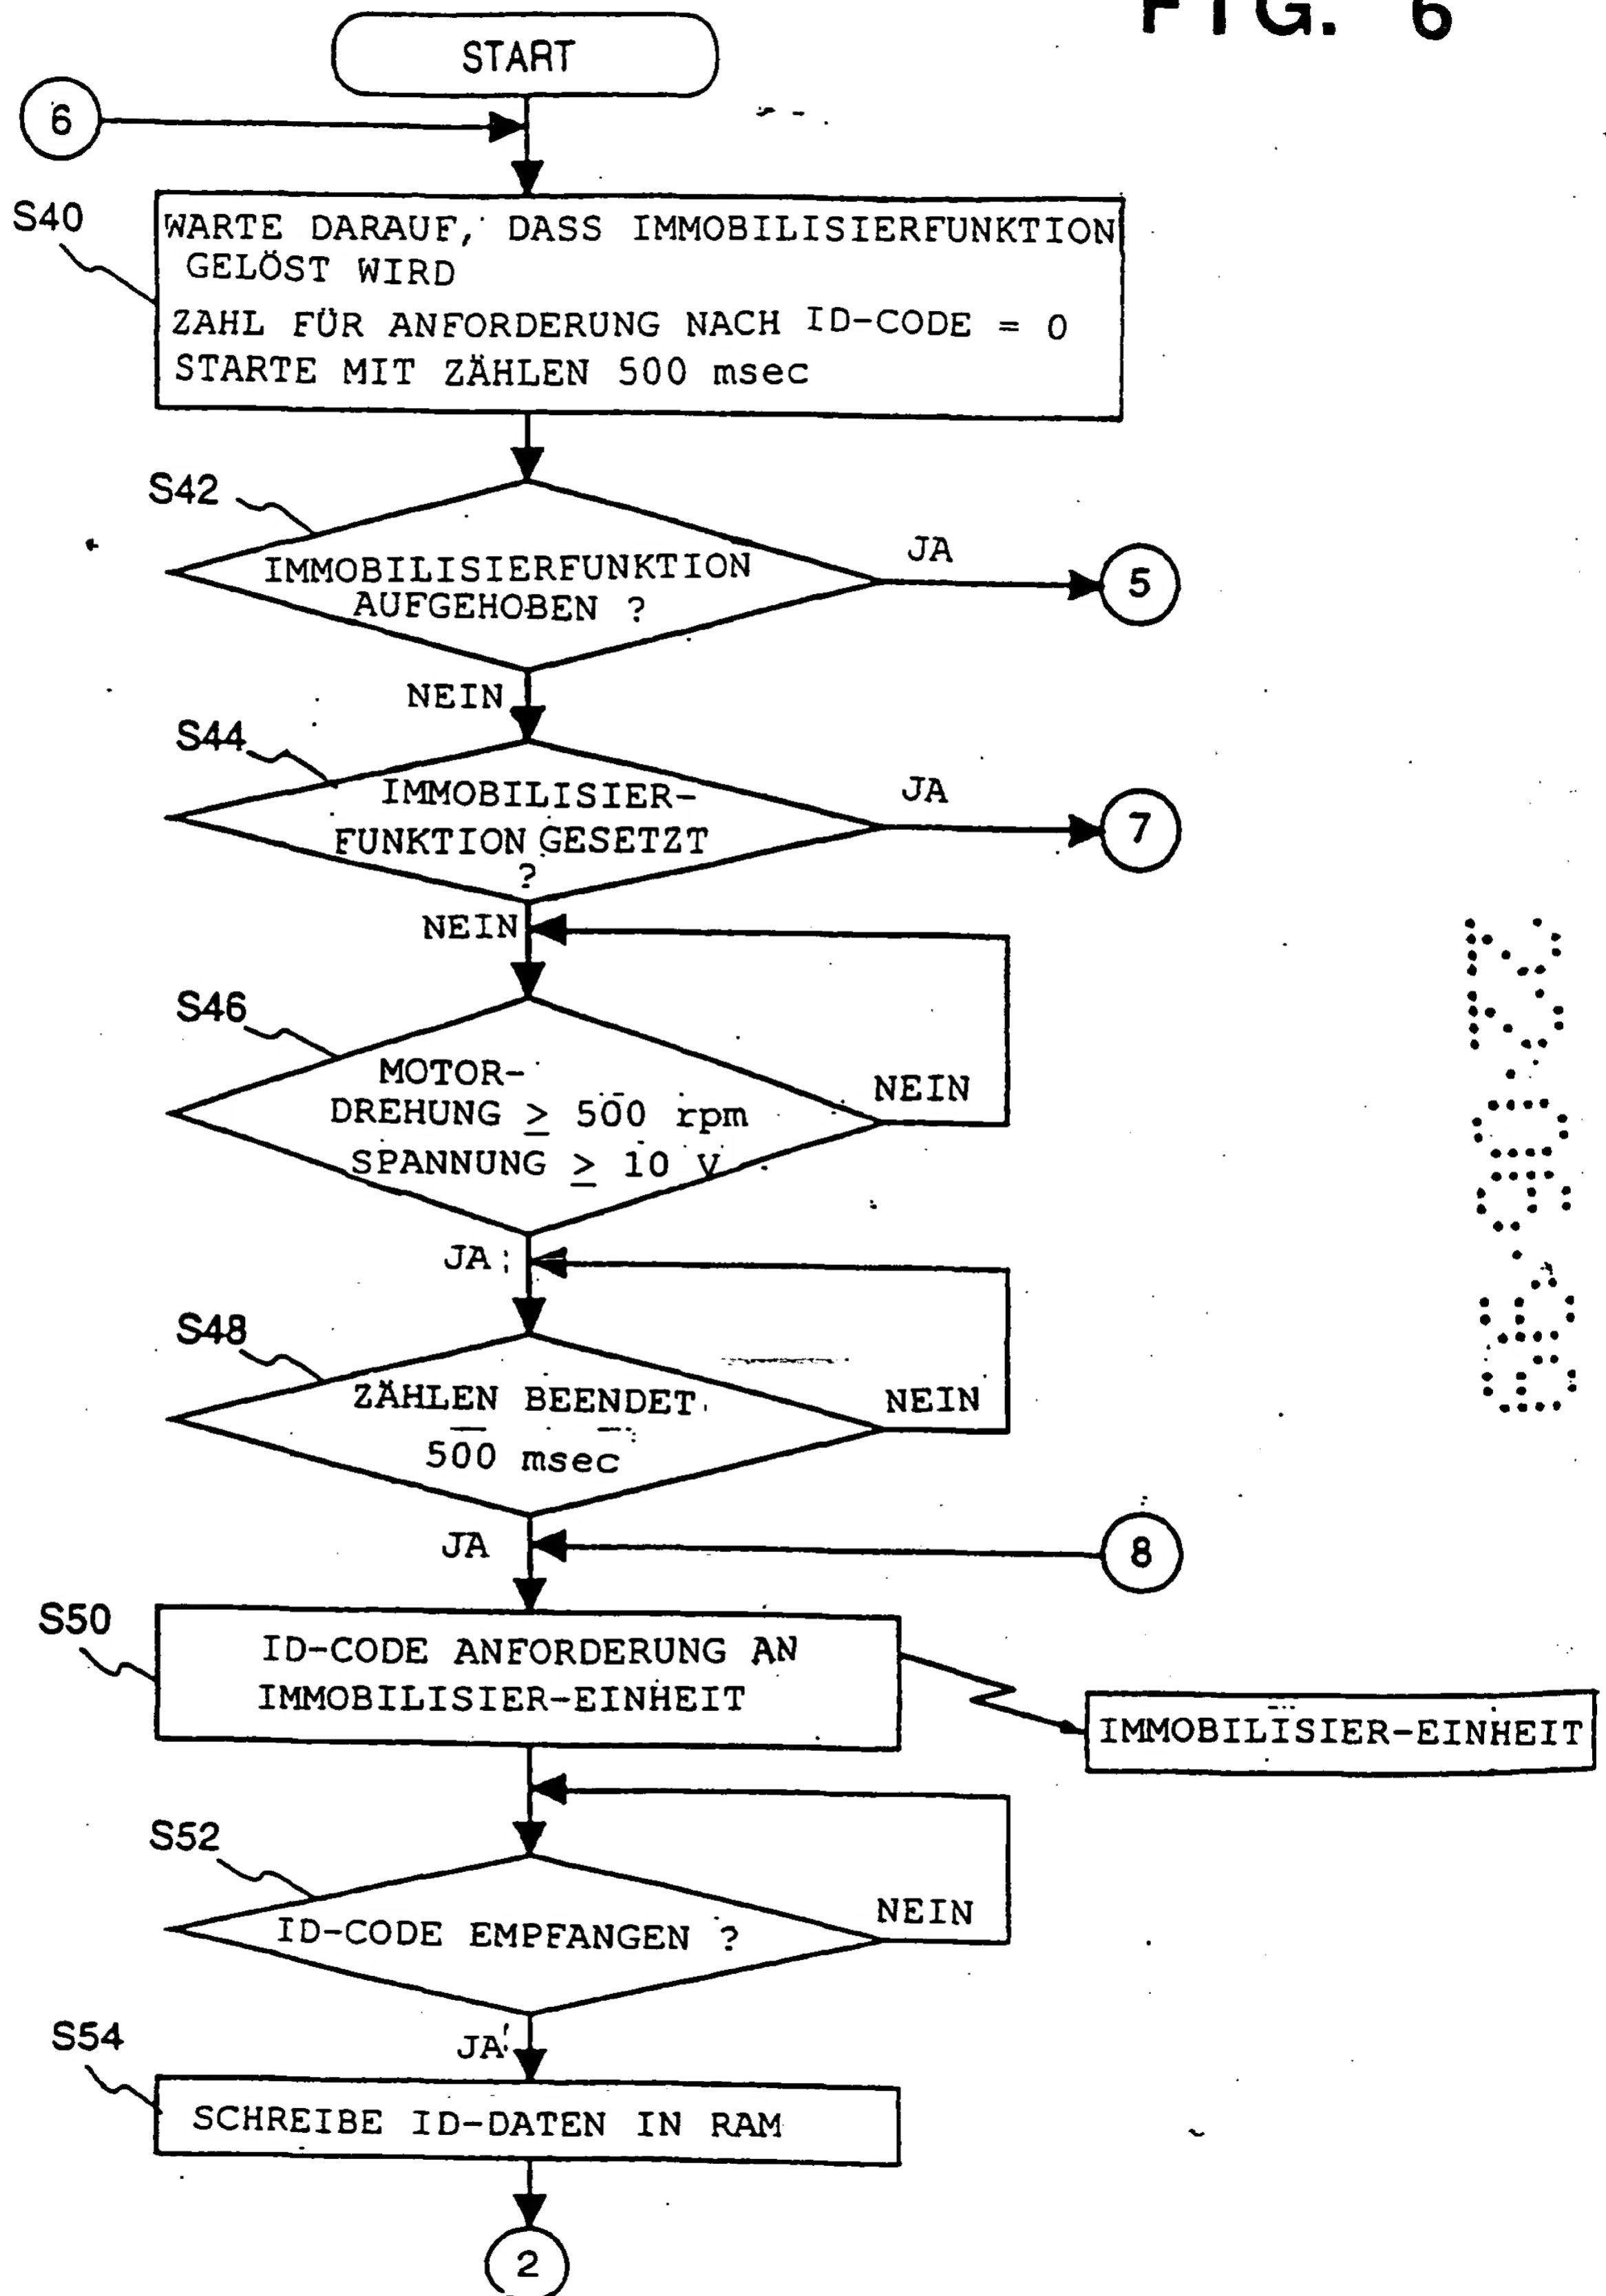 FIG. 6
START
6
S40
WARTE DARAUF, DASS IMMOBILISIERFUNKTION
GELÖST WIRD
ZAHL FÜR ANFORDERUNG NACH ID-CODE = 0
STARTE MIT ZÄHLEN 500 msec
S42
IMMOBILISIERFUNKTION
AUFGEHOBEN ?
JA
5
NEIN
S44
IMMOBILISIER-
FUNKTION GESETZT
?
JA
7
NEIN
S46
MOTOR-
DREHUNG ≥ 500 rpm
SPANNUNG ≥ 10 V
NEIN
JA
S48
ZÄHLEN BEENDET
500 msec
NEIN
JA
8
S50
ID-CODE ANFORDERUNG AN
IMMOBILISIER-EINHEIT
IMMOBILISIER-EINHEIT
S52
ID-CODE EMPFANGEN ?
NEIN
JA
S54
SCHREIBE ID-DATEN IN RAM
2